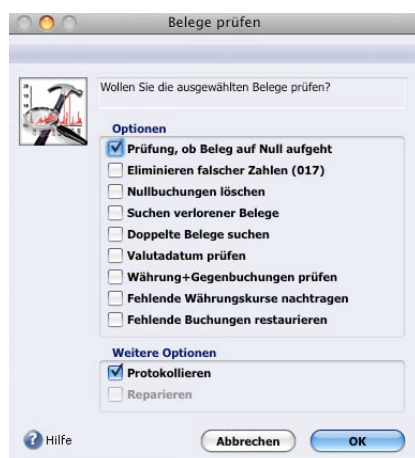 Belege prüfen
Wollen Sie die ausgewählten Belege prüfen?
Optionen
Prüfung, ob Beleg auf Null aufgeht
Eliminieren falscher Zahlen (017)
Nullbuchungen löschen
Suchen verlorener Belege
Doppelte Belege suchen
Valutadatum prüfen
Währung+Gegenbuchungen prüfen
Fehlende Währungskurse nachtragen
Fehlende Buchungen restaurieren
Weitere Optionen
Protokollieren
Reparieren
? Hilfe
Abbrechen
OK